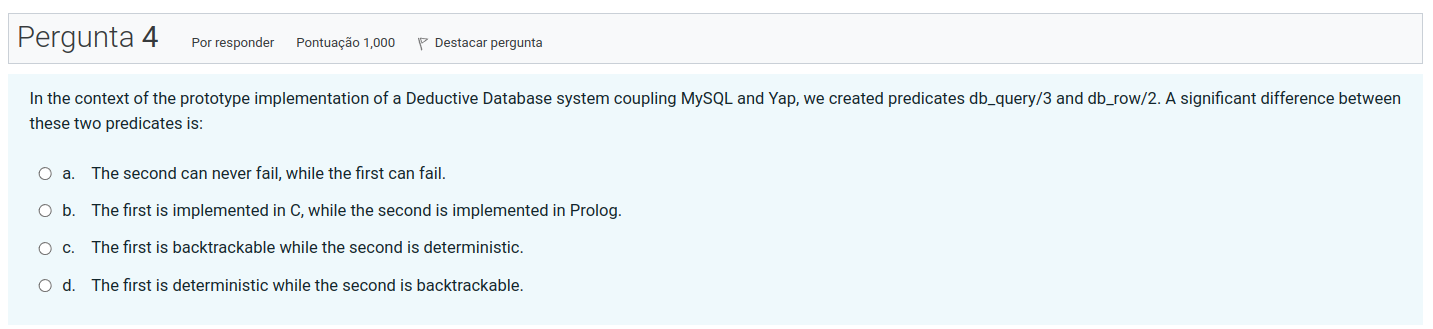 Pergunta 4 Por responder Pontuação 1,000 Destacar pergunta
In the context of the prototype implementation of a Deductive Database system coupling MySQL and Yap, we created predicates db_query/3 and db_row/2. A significant difference between
these two predicates is:
a. The second can never fail, while the first can fail.
b. The first is implemented in C, while the second is implemented in Prolog.
c. The first is backtrackable while the second is deterministic.
d. The first is deterministic while the second is backtrackable.